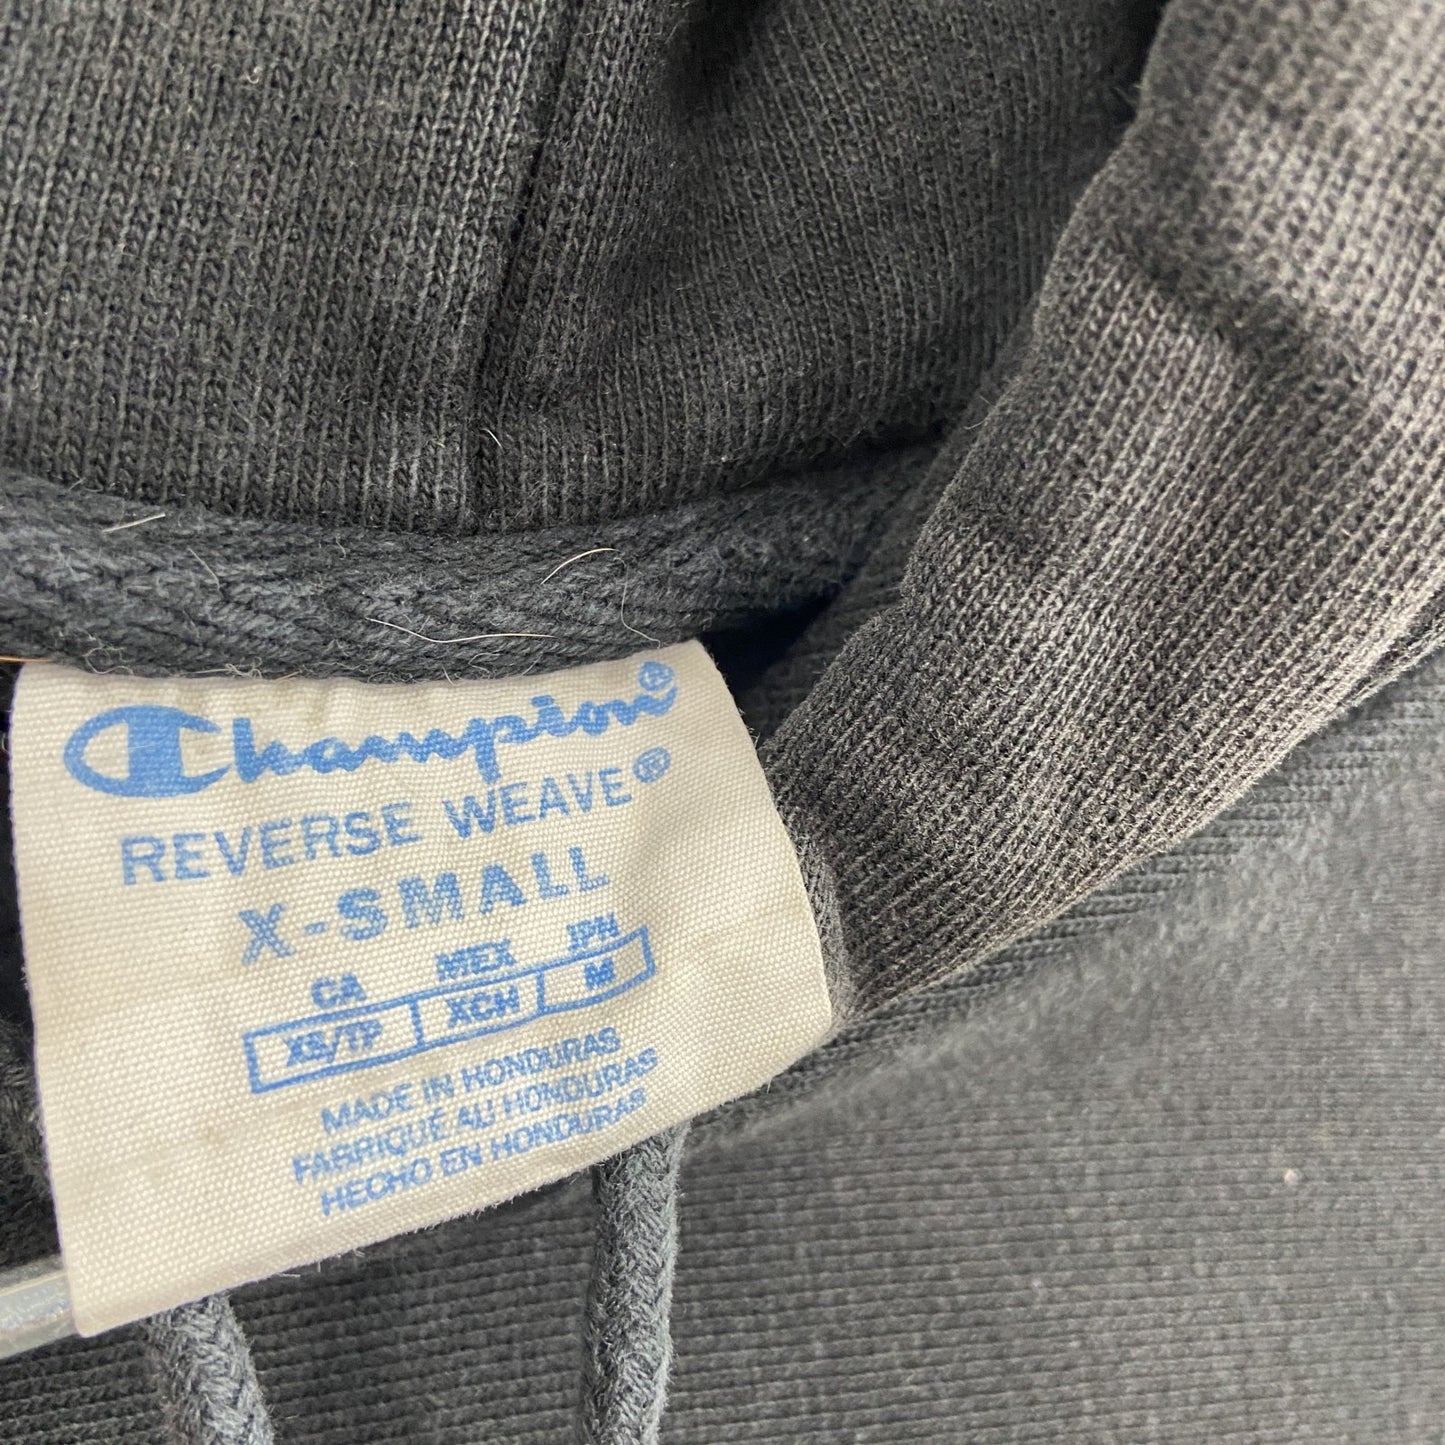 Champion®
REVERSE WEAVE®
X-SMALL
CA MEX JPN
XS/TP XCH M
MADE IN HONDURAS
FABRIQUÉ AU HONDURAS
HECHO EN HONDURAS